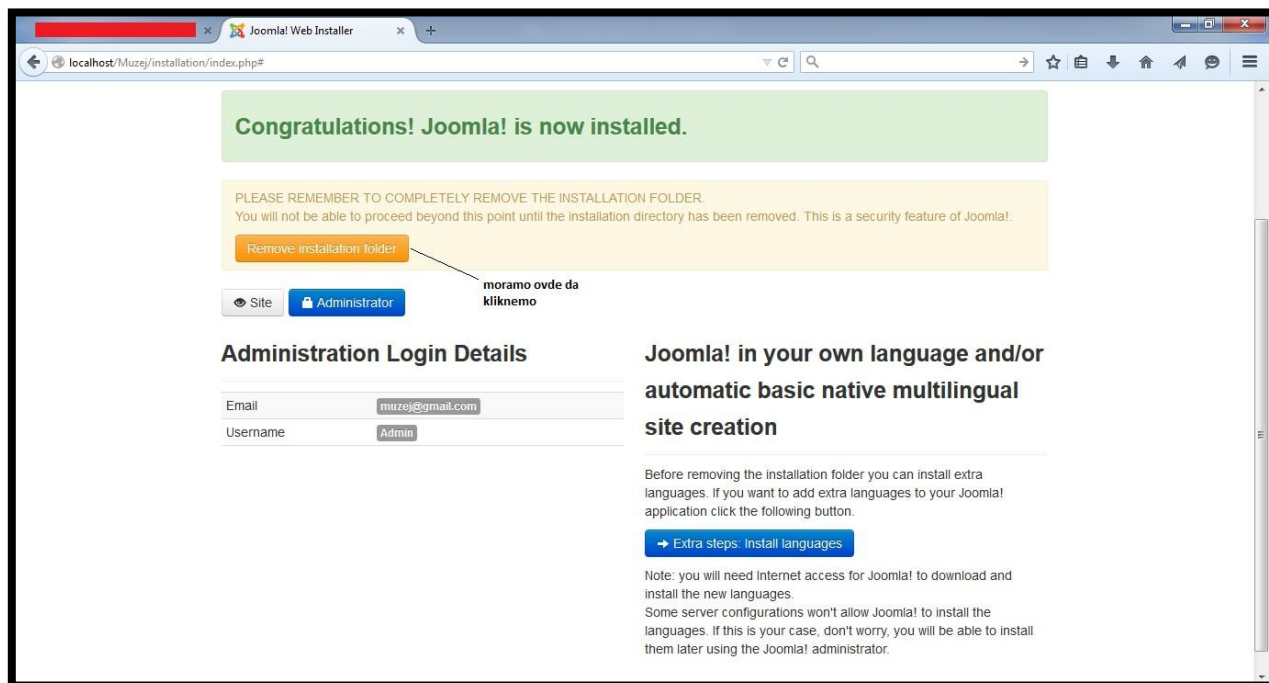 Joomla! Web Installer
localhost/Muzej/installation/index.php#
Congratulations! Joomla! is now installed.
PLEASE REMEMBER TO COMPLETELY REMOVE THE INSTALLATION FOLDER.
You will not be able to proceed beyond this point until the installation directory has been removed. This is a security feature of Joomla!.
Remove installation folder
moramo ovde da
kliknemo
Site
Administrator
Administration Login Details
Email muzej@gmail.com
Username Admin
Joomla! in your own language and/or
automatic basic native multilingual
site creation
Before removing the installation folder you can install extra
languages. If you want to add extra languages to your Joomla!
application click the following button.
Extra steps: Install languages
Note: you will need Internet access for Joomla! to download and
install the new languages.
Some server configurations won't allow Joomla! to install the
languages. If this is your case, don't worry, you will be able to install
them later using the Joomla! administrator.